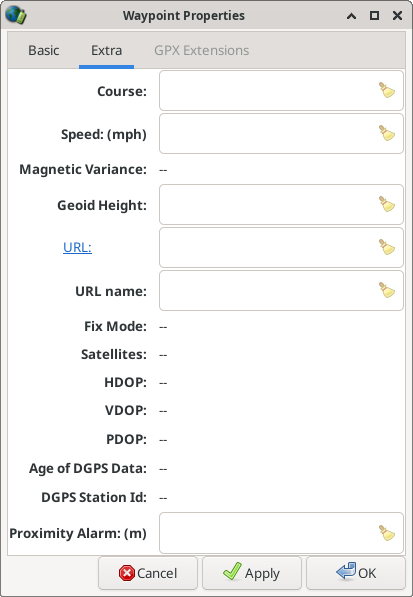 Waypoint Properties
Basic Extra GPX Extensions
Course:
Speed: (mph)
Magnetic Variance: --
Geoid Height:
URL:
URL name:
Fix Mode: --
Satellites: --
HDOP: --
VDOP: --
PDOP: --
Age of DGPS Data: --
DGPS Station Id: --
Proximity Alarm: (m)
Cancel Apply OK